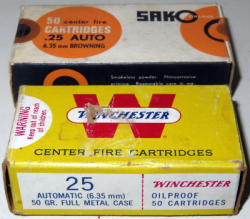 50
center fire
CARTRIDGES
.25 AUTO
6.35 mm BROWNING
SAKO
Smokeless powder. Noncorrosive
WARNING
Keep out of reach
of children.
WINCHESTER
CENTER FIRE CARTRIDGES
25
AUTOMATIC (6.35 mm)
50 GR. FULL METAL CASE
WINCHESTER
OILPROOF
50 CARTRIDGES